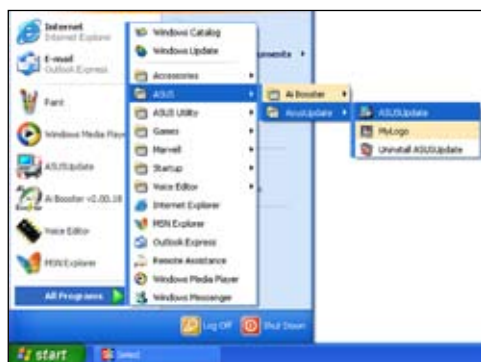 Internet
Internet Explorer
E-mail
Outlook Express
Paint
Windows Media Player
ASUSUpdate
Ai Booster v2.00.18
Voice Editor
MSN Explorer
All Programs
Windows Catalog
Windows Update
Accessories
ASUS
ASUS Utility
Games
Marvell
Startup
Voice Editor
Internet Explorer
MSN Explorer
Outlook Express
Remote Assistance
Windows Media Player
Windows Messenger
Ai Booster
AsusUpdate
ASUSUpdate
MyLogo
Uninstall ASUSUpdate
Log Off
Shut Down
start